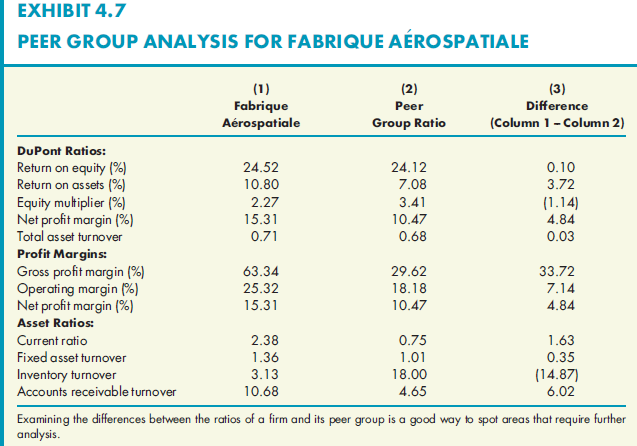 EXHIBIT 4.7
PEER GROUP ANALYSIS FOR FABRIQUE AÉROSPATIALE
(1) (2) (3)
Fabrique Peer Difference
Aérospatiale Group Ratio (Column 1 – Column 2)
DuPont Ratios:
Return on equity (%) 24.52 24.12 0.10
Return on assets (%) 10.80 7.08 3.72
Equity multiplier (%) 2.27 3.41 (1.14)
Net profit margin (%) 15.31 10.47 4.84
Total asset turnover 0.71 0.68 0.03
Profit Margins:
Gross profit margin (%) 63.34 29.62 33.72
Operating margin (%) 25.32 18.18 7.14
Net profit margin (%) 15.31 10.47 4.84
Asset Ratios:
Current ratio 2.38 0.75 1.63
Fixed asset turnover 1.36 1.01 0.35
Inventory turnover 3.13 18.00 (14.87)
Accounts receivable turnover 10.68 4.65 6.02
Examining the differences between the ratios of a firm and its peer group is a good way to spot areas that require further
analysis.